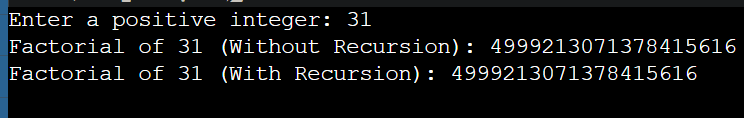 Enter a positive integer: 31
Factorial of 31 (Without Recursion): 4999213071378415616
Factorial of 31 (With Recursion): 4999213071378415616